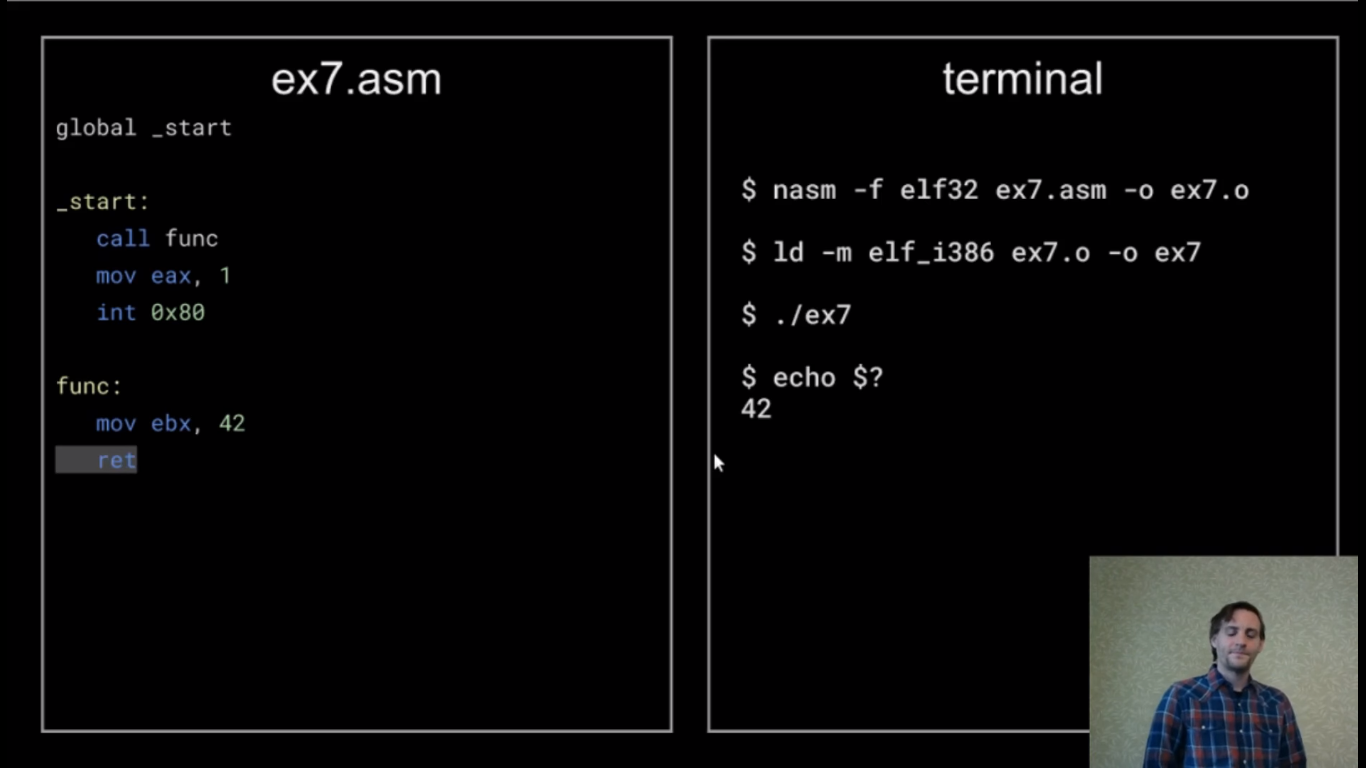 ex7.asm
global _start
_start:
call func
mov eax, 1
int 0x80
func:
mov ebx, 42
ret
terminal
$ nasm -f elf32 ex7.asm -o ex7.o
$ ld -m elf_i386 ex7.o -o ex7
$ ./ex7
$ echo $?
42